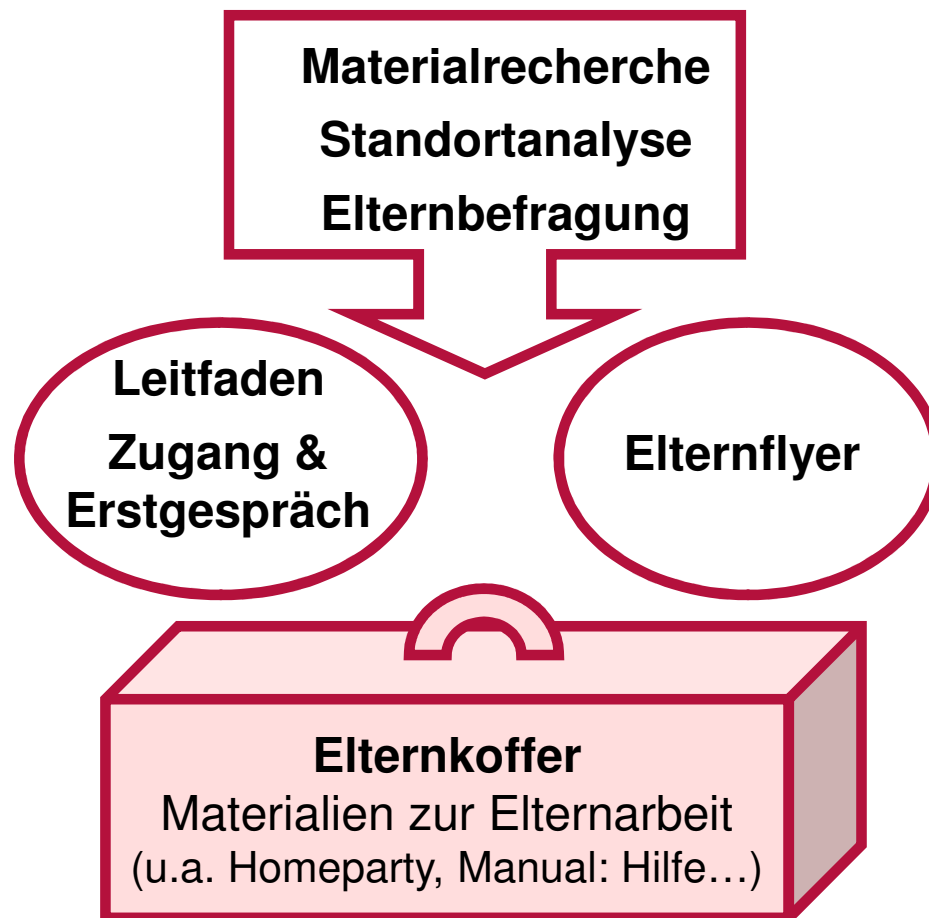 Materialrecherche
Standortanalyse
Elternbefragung
Leitfaden
Zugang &
Erstgespräch
Elternflyer
Elternkoffer
Materialien zur Elternarbeit
(u.a. Homeparty, Manual: Hilfe…)